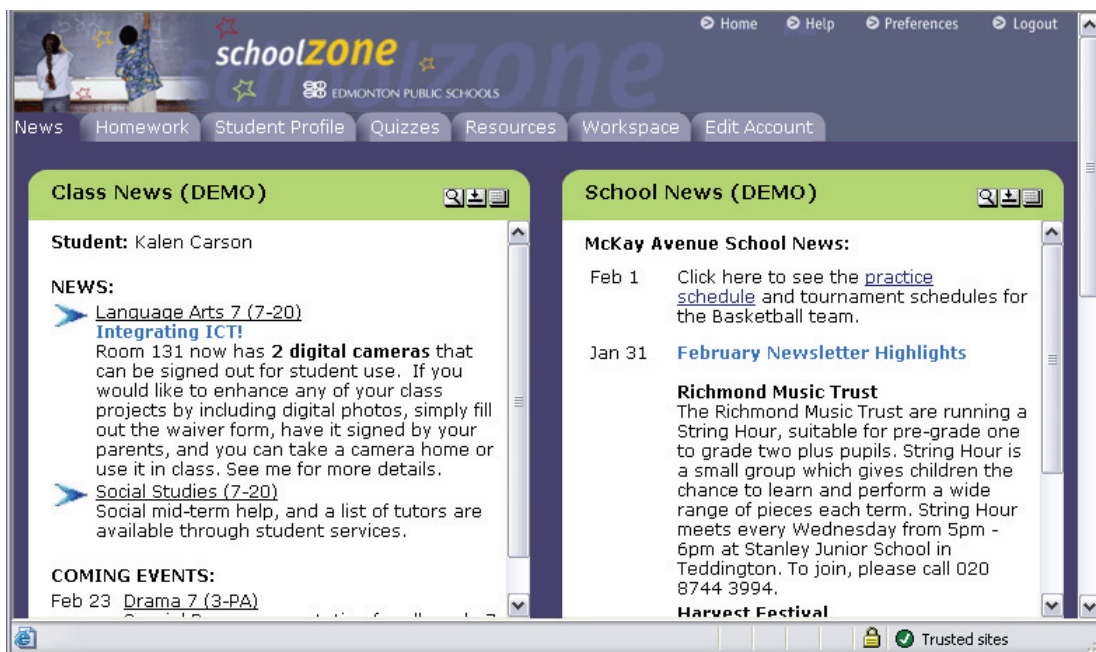 Home Help Preferences Logout
schoolzone
EDMONTON PUBLIC SCHOOLS
News Homework Student Profile Quizzes Resources Workspace Edit Account
Class News (DEMO)
Student: Kalen Carson
NEWS:
Language Arts 7 (7-20)
Integrating ICT!
Room 131 now has 2 digital cameras that
can be signed out for student use. If you
would like to enhance any of your class
projects by including digital photos, simply fill
out the waiver form, have it signed by your
parents, and you can take a camera home or
use it in class. See me for more details.
Social Studies (7-20)
Social mid-term help, and a list of tutors are
available through student services.
COMING EVENTS:
Feb 23 Drama 7 (3-PA)
School News (DEMO)
McKay Avenue School News:
Feb 1 Click here to see the practice
schedule and tournament schedules for
the Basketball team.
Jan 31 February Newsletter Highlights
Richmond Music Trust
The Richmond Music Trust are running a
String Hour, suitable for pre-grade one
to grade two plus pupils. String Hour is
a small group which gives children the
chance to learn and perform a wide
range of pieces each term. String Hour
meets every Wednesday from 5pm -
6pm at Stanley Junior School in
Teddington. To join, please call 020
8744 3994.
Harvest Festival
Trusted sites